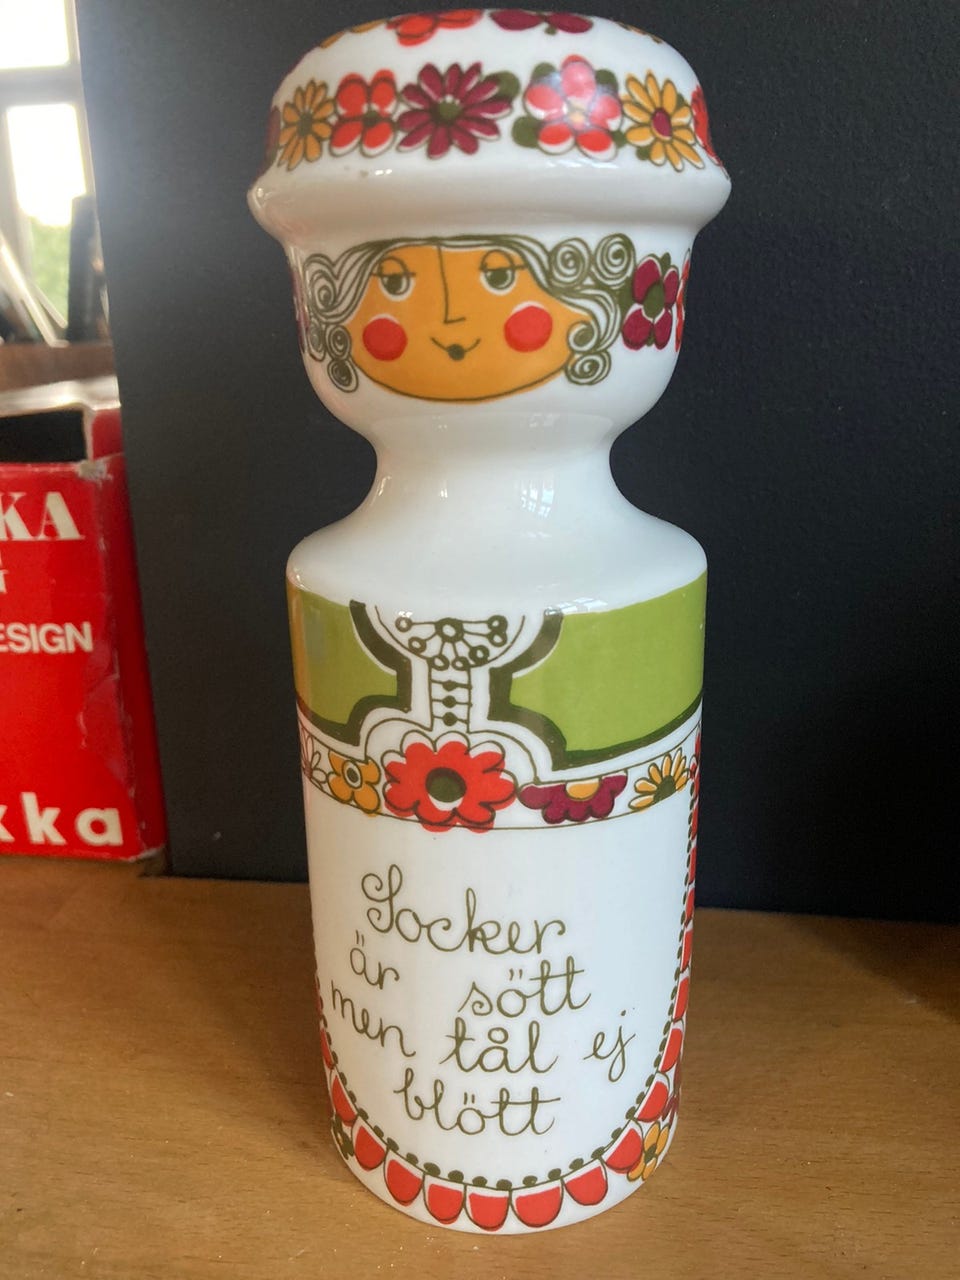 KA
ESIGN
kka
Socker
är sött
men tål ej
blött